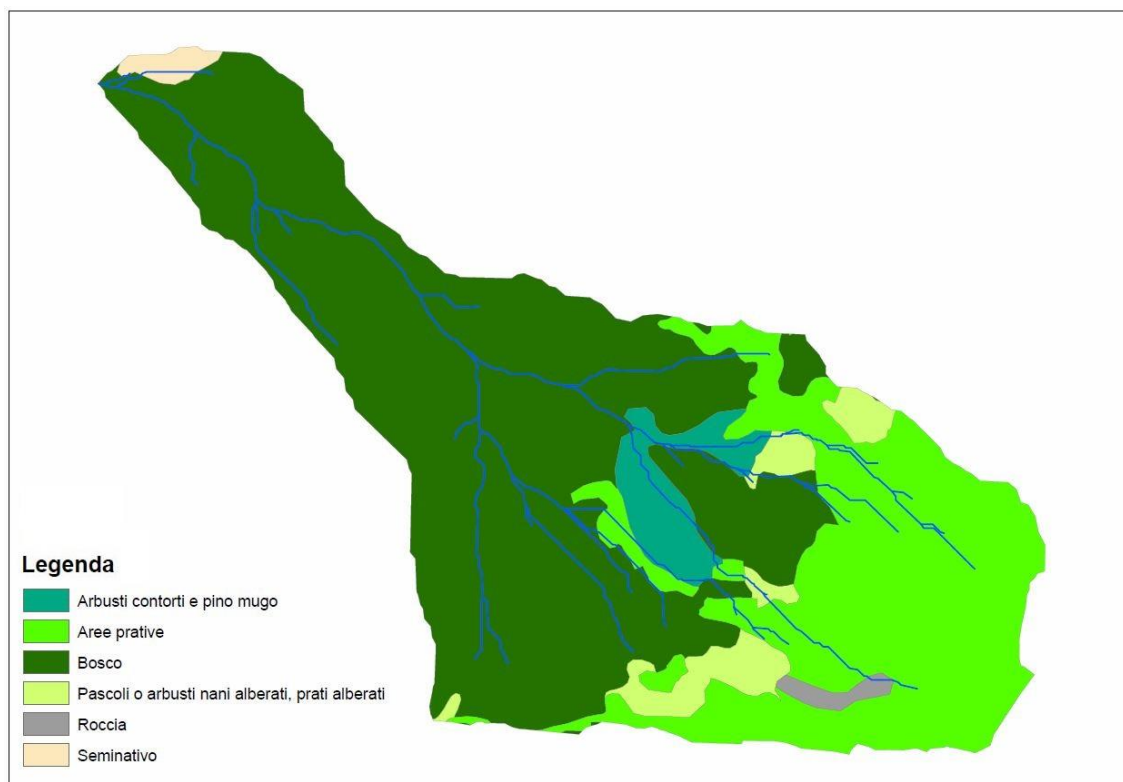 Legenda
Arbusti contorti e pino mugo
Aree prative
Bosco
Pascoli o arbusti nani alberati, prati alberati
Roccia
Seminativo